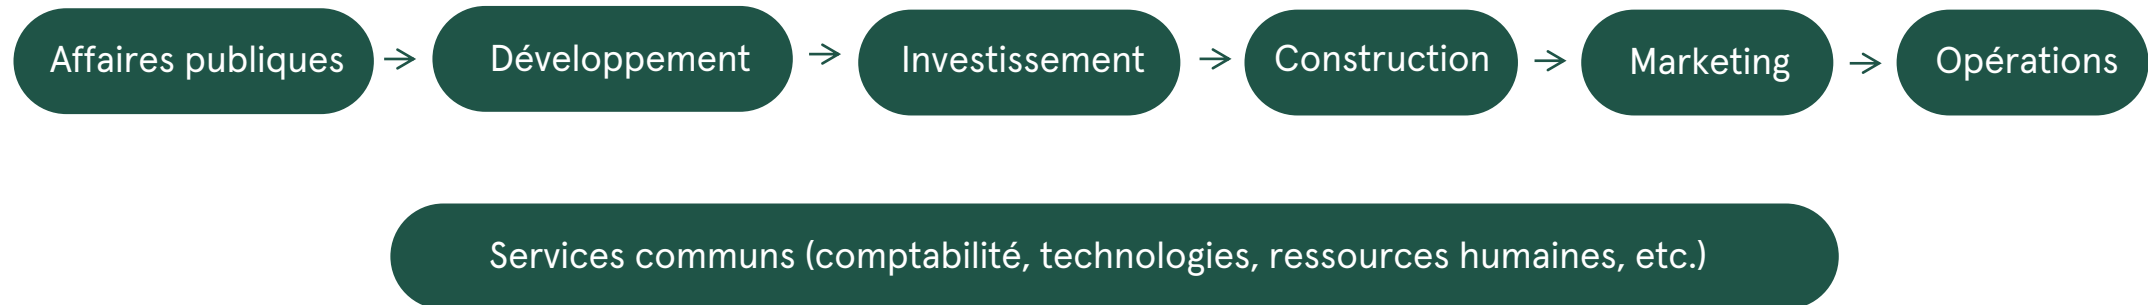 Affaires publiques
Développement
Investissement
Construction
Marketing
Opérations
Services communs (comptabilité, technologies, ressources humaines, etc.)